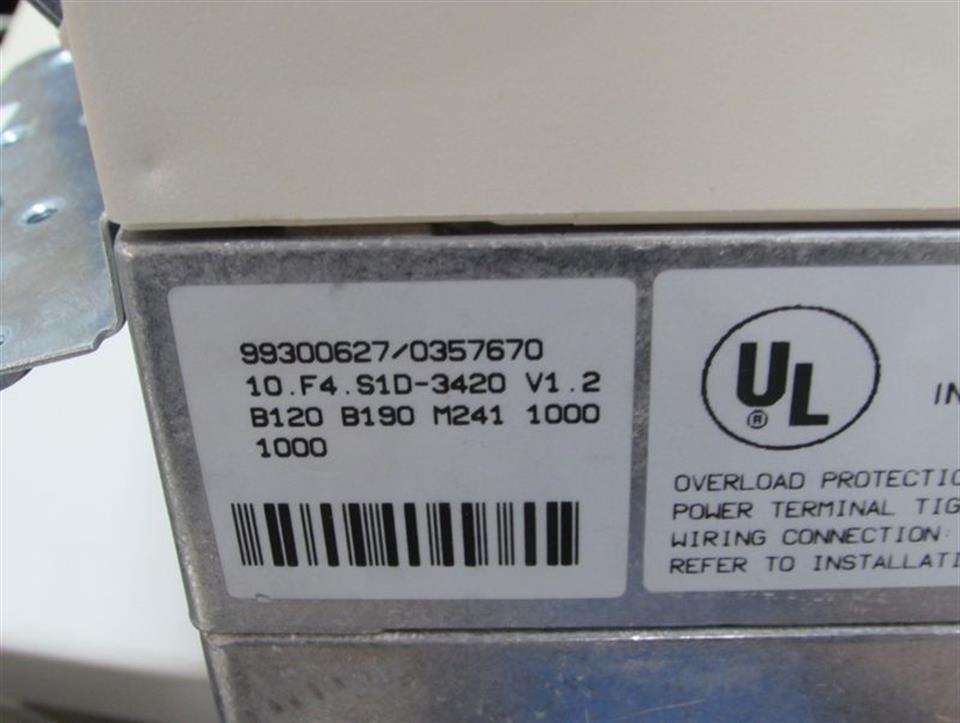 99300627/0357670
10.F4.S1D-3420 V1.2
B120 B190 M241 1000
1000
UL
®
IN
OVERLOAD PROTECTIO
POWER TERMINAL TIG
WIRING CONNECTION:
REFER TO INSTALLATI